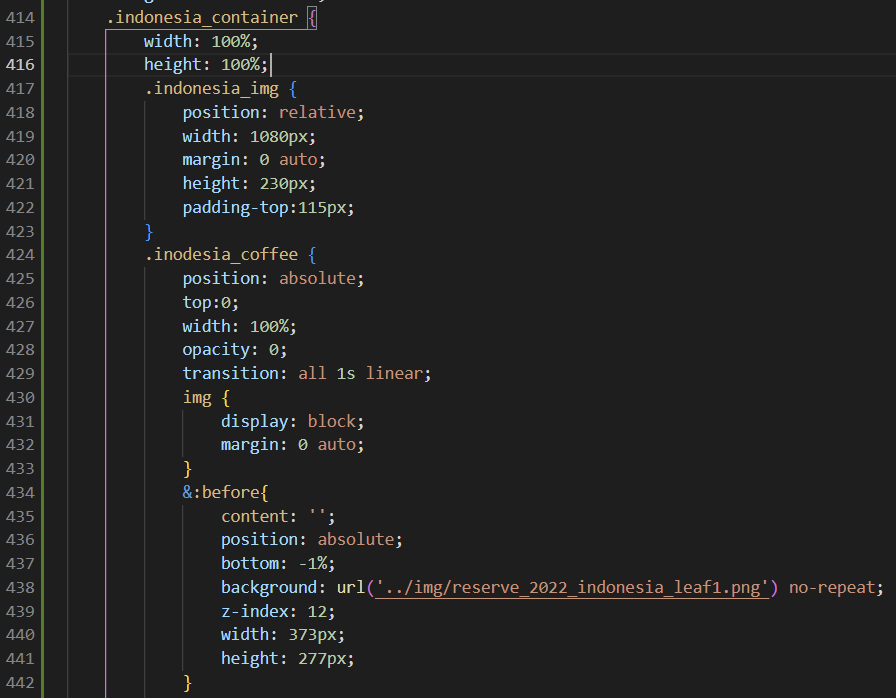 414 .indonesia_container {
415 width: 100%;
416 height: 100%;
417 .indonesia_img {
418 position: relative;
419 width: 1080px;
420 margin: 0 auto;
421 height: 230px;
422 padding-top:115px;
423 }
424 .inodesia_coffee {
425 position: absolute;
426 top:0;
427 width: 100%;
428 opacity: 0;
429 transition: all 1s linear;
430 img {
431 display: block;
432 margin: 0 auto;
433 }
434 &:before{
435 content: '';
436 position: absolute;
437 bottom: -1%;
438 background: url('../img/reserve_2022_indonesia_leaf1.png') no-repeat;
439 z-index: 12;
440 width: 373px;
441 height: 277px;
442 }